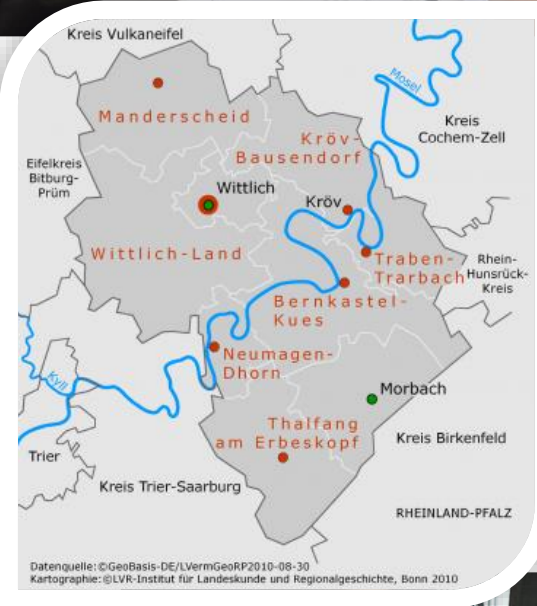 Kreis Vulkaneifel
Mosel
Manderscheid
Kreis
Cochem-Zell
Kröv-
Bausendorf
Eifelkreis
Bitburg-
Prüm
Wittlich
Kröv
Wittlich-Land
Traben-
Trarbach
Rhein-
Hunsrück-
Kreis
Bernkastel-
Kues
Neumagen-
Dhorn
Kyll
Morbach
Thalfang
am Erbeskopf
Kreis Birkenfeld
Trier
Kreis Trier-Saarburg
RHEINLAND-PFALZ
Datenquelle:©GeoBasis-DE/LVermGeoRP2010-08-30
Kartographie:©LVR-Institut für Landeskunde und Regionalgeschichte, Bonn 2010